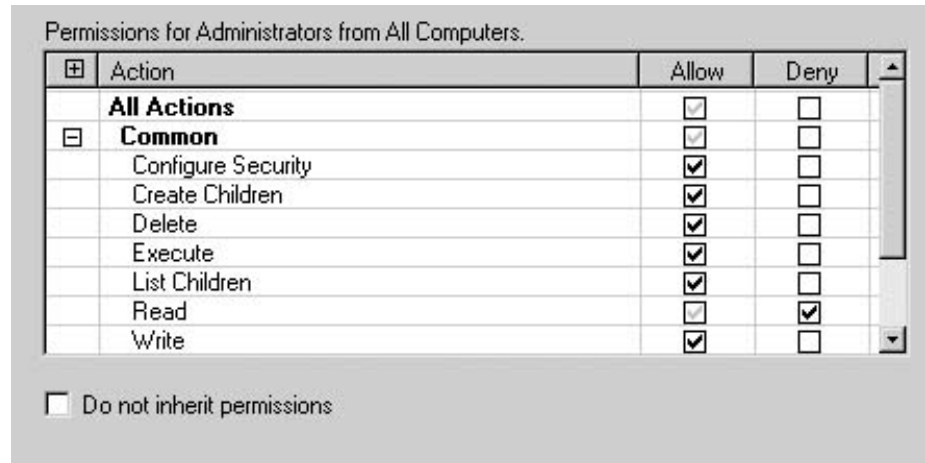 Permissions for Administrators from All Computers.
Action Allow Deny
All Actions
Common
Configure Security
Create Children
Delete
Execute
List Children
Read
Write
Do not inherit permissions